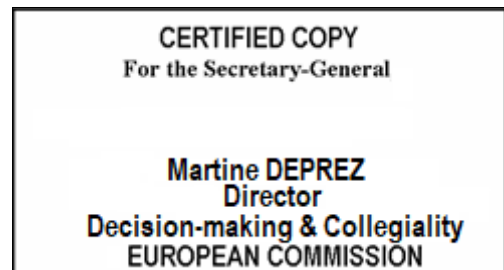 CERTIFIED COPY
For the Secretary-General
Martine DEPREZ
Director
Decision-making & Collegiality
EUROPEAN COMMISSION